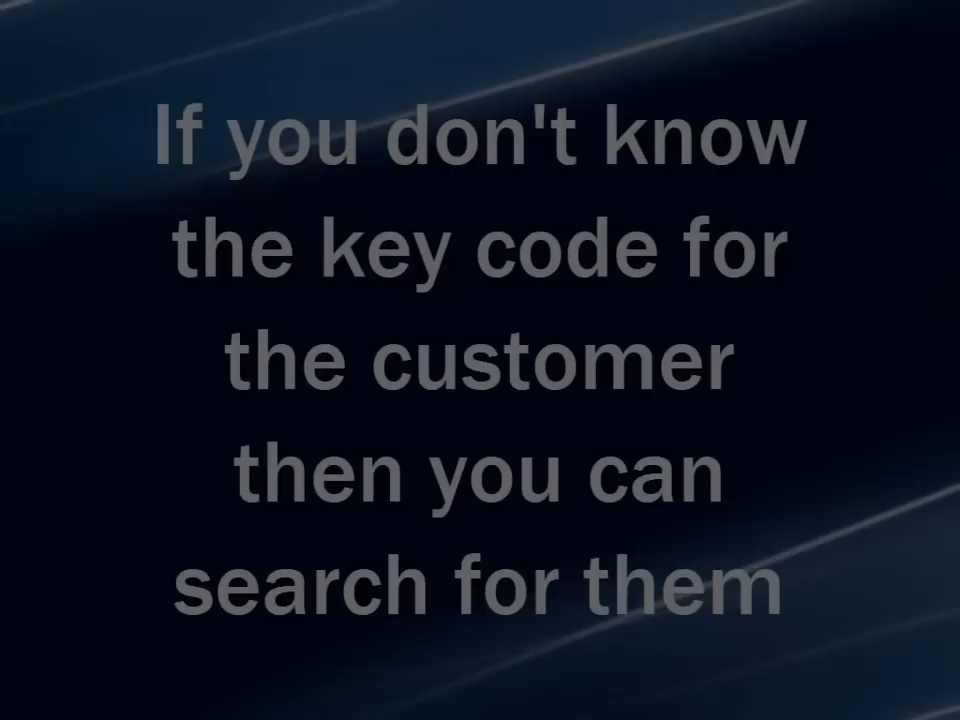 If you don't know
the key code for
the customer
then you can
search for them